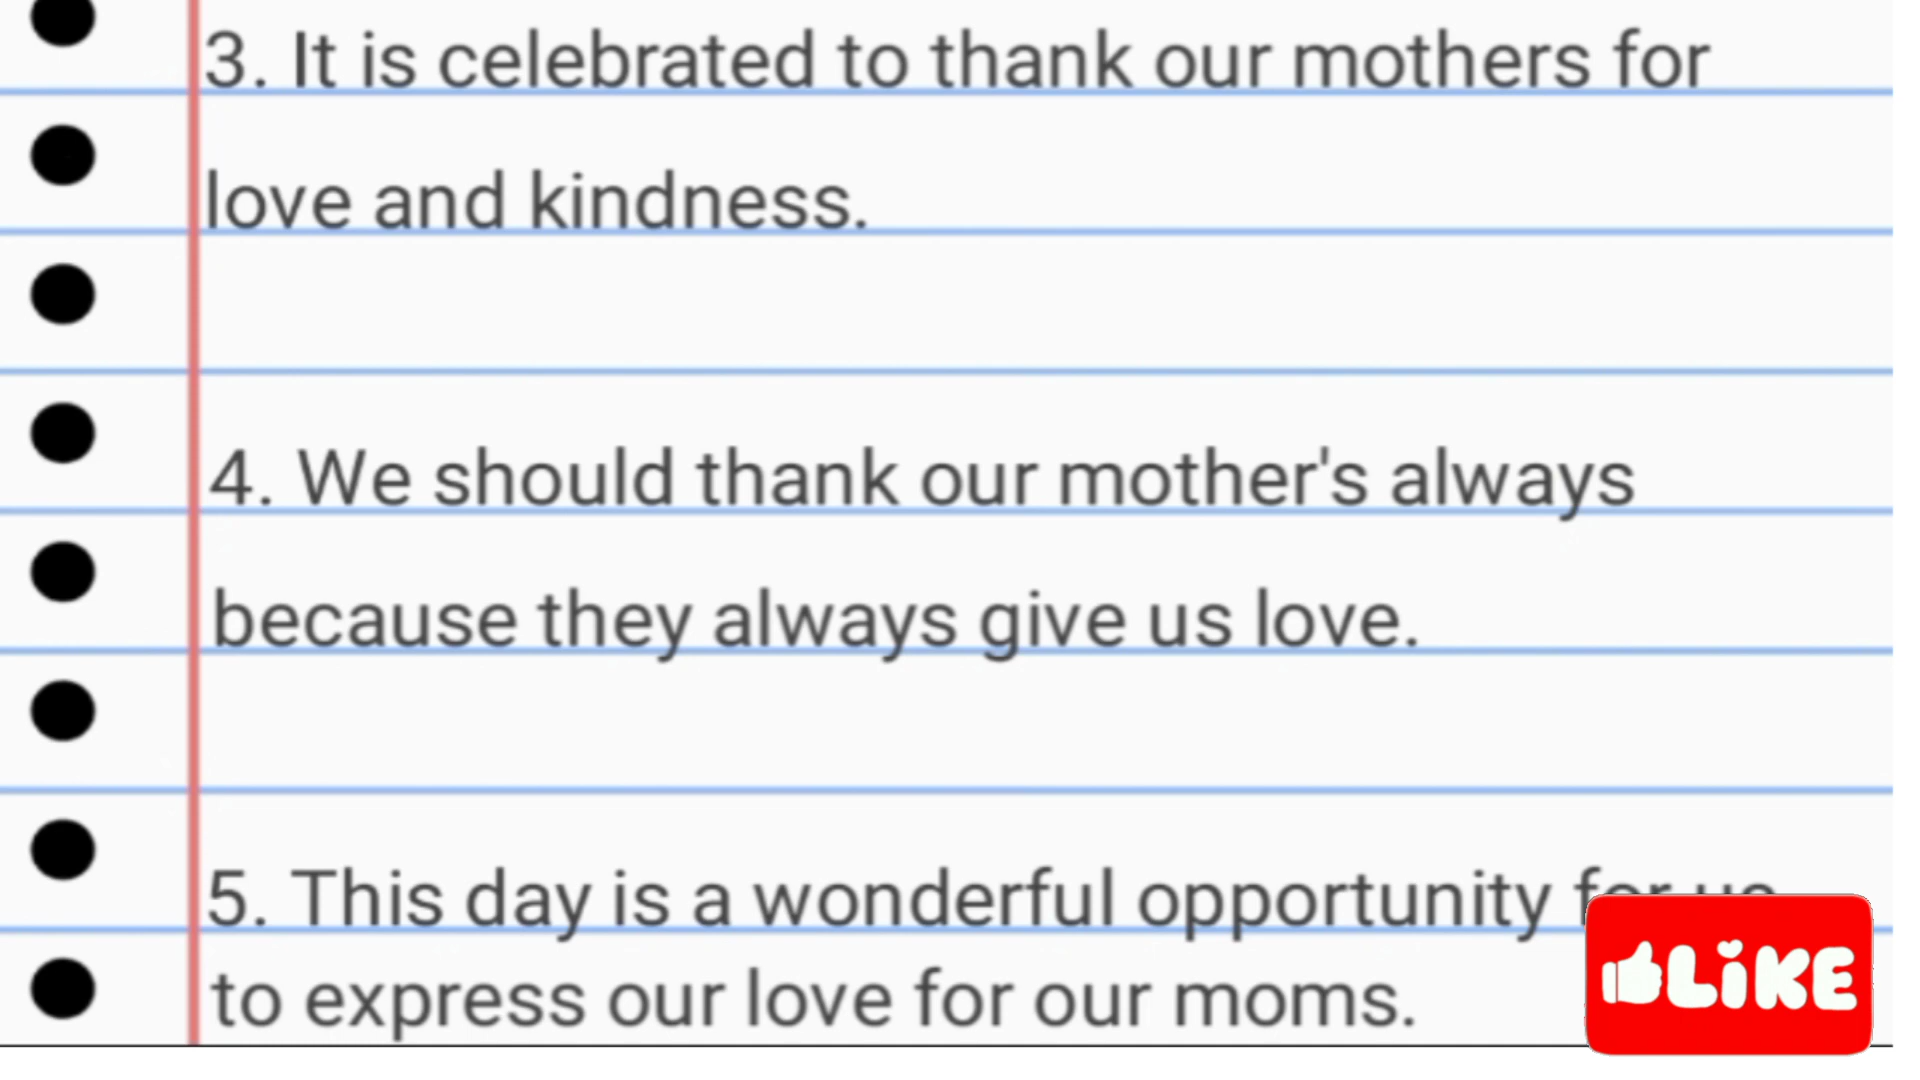 3. It is celebrated to thank our mothers for
love and kindness.
4. We should thank our mother's always
because they always give us love.
5. This day is a wonderful opportunity for us
to express our love for our moms.
LiKE